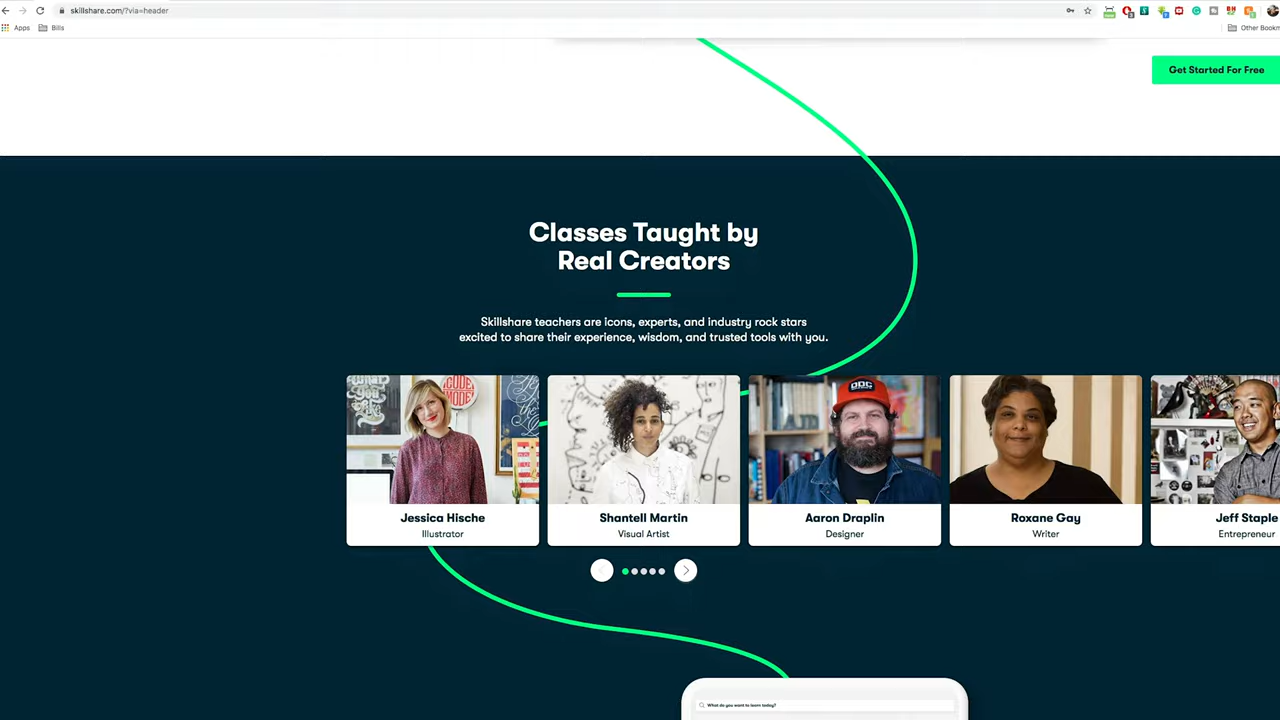 skillshare.com/?via=header
Apps
Bills
Other Bookm
Get Started For Free
Classes Taught by
Real Creators
Skillshare teachers are icons, experts, and industry rock stars
excited to share their experience, wisdom, and trusted tools with you.
CODE
MODE!
DDC
Jessica Hische
Illustrator
Shantell Martin
Visual Artist
Aaron Draplin
Designer
Roxane Gay
Writer
Jeff Staple
Entrepreneur
What do you want to learn today?